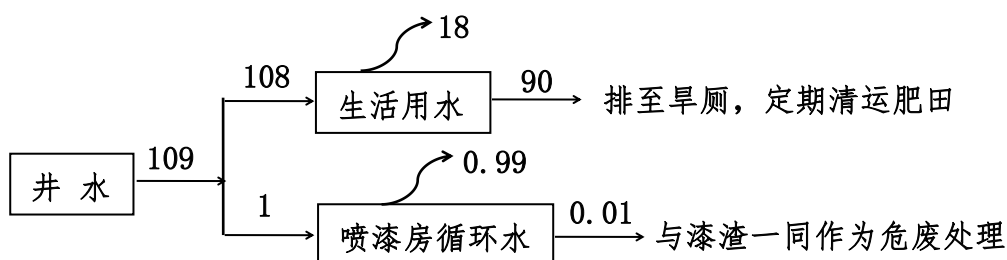 18
108
生活用水
90
排至旱厕，定期清运肥田
井 水
109
0.99
1
喷漆房循环水
0.01
与漆渣一同作为危废处理